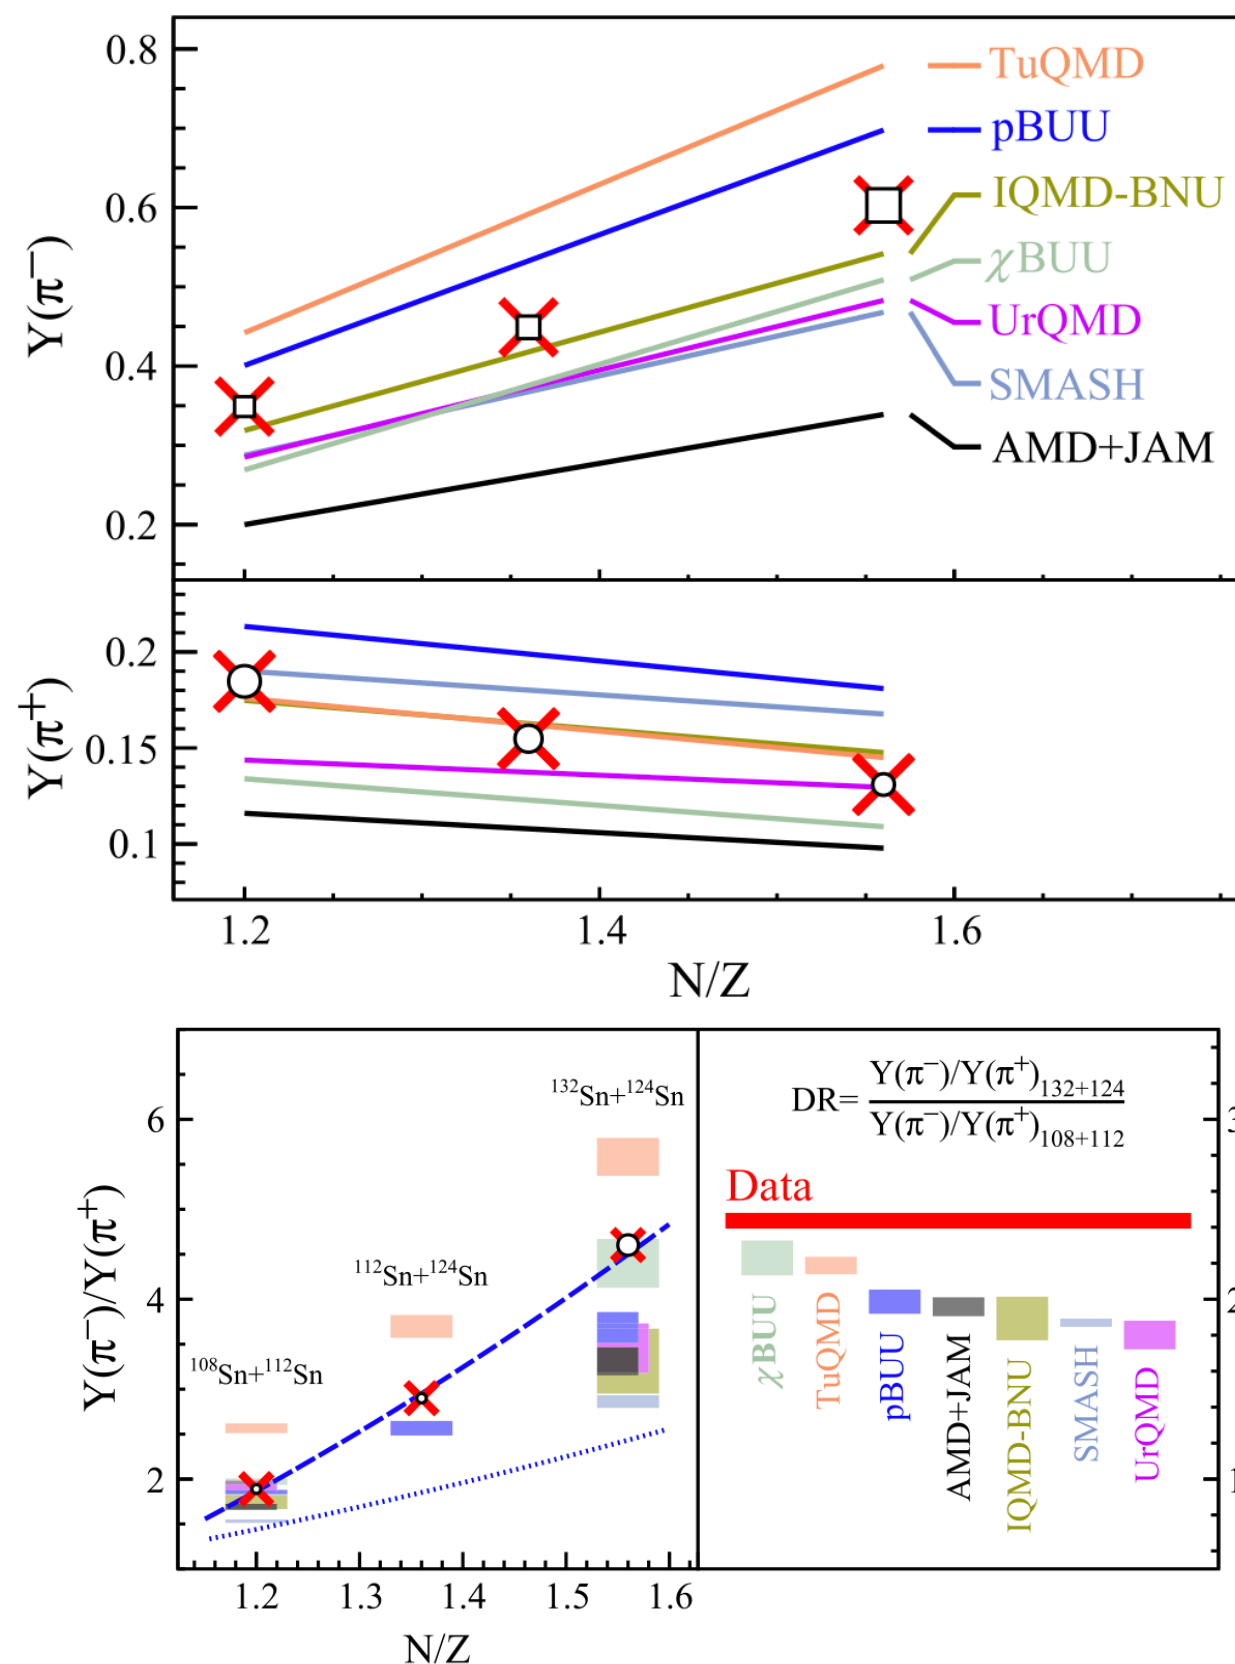 0.8
0.6
0.4
0.2
Y(π⁻)
TuQMD
pBUU
IQMD-BNU
χBUU
UrQMD
SMASH
AMD+JAM
0.2
0.15
0.1
Y(π⁺)
1.2 1.4 1.6
N/Z
6
4
2
Y(π⁻)/Y(π⁺)
¹³²Sn+¹²⁴Sn
¹¹²Sn+¹²⁴Sn
¹⁰⁸Sn+¹¹²Sn
1.2 1.3 1.4 1.5 1.6
N/Z
DR= Y(π⁻)/Y(π⁺)₁₃₂₊₁₂₄
Y(π⁻)/Y(π⁺)₁₀₈₊₁₁₂
Data
χBUU
TuQMD
pBUU
AMD+JAM
IQMD-BNU
SMASH
UrQMD